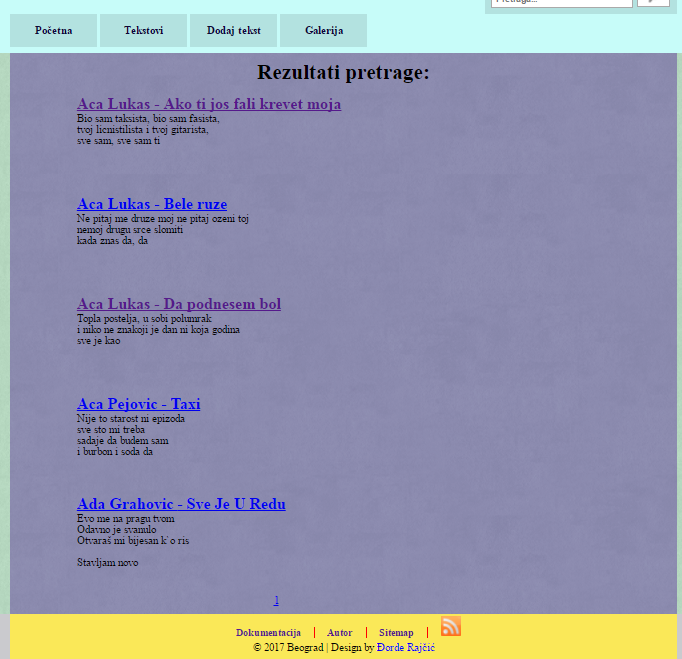 Pretraga...
Početna
Tekstovi
Dodaj tekst
Galerija
Rezultati pretrage:
Aca Lukas - Ako ti jos fali krevet moja
Bio sam taksista, bio sam fasista,
tvoj licnistilista i tvoj gitarista,
sve sam, sve sam ti
Aca Lukas - Bele ruze
Ne pitaj me druze moj ne pitaj ozeni toj
nemoj drugu srce slomiti
kada znas da, da
Aca Lukas - Da podnesem bol
Topla postelja, u sobi polumrak
i niko ne znakoji je dan ni koja godina
sve je kao
Aca Pejovic - Taxi
Nije to starost ni epizoda
sve sto mi treba
sadaje da budem sam
i burbon i soda da
Ada Grahovic - Sve Je U Redu
Evo me na pragu tvom
Odavno je svanulo
Otvaraš mi bijesan k' o ris
Stavljam novo
1
Dokumentacija | Autor | Sitemap |
© 2017 Beograd | Design by Đorđe Rajčić